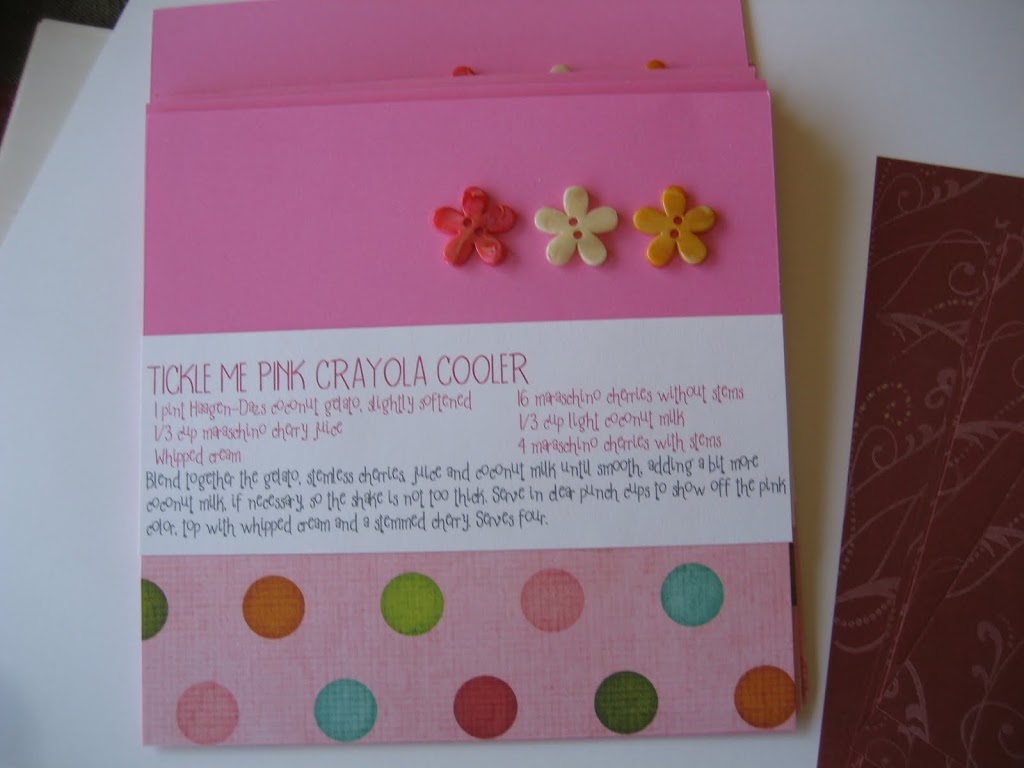 TICKLE ME PINK CRAYOLA COOLER
1 pint Haagen-Dazs coconut gelato, slightly softened
16 maraschino cherries without stems
1/3 cup maraschino cherry juice
1/3 cup light coconut milk
Whipped cream
4 maraschino cherries with stems
Blend together the gelato, stemless cherries, juice and coconut milk until smooth, adding a bit more
coconut milk, if necessary, so the shake is not too thick. Serve in clear punch cups to show off the pink
color, top with whipped cream and a stemmed cherry. Serves four.